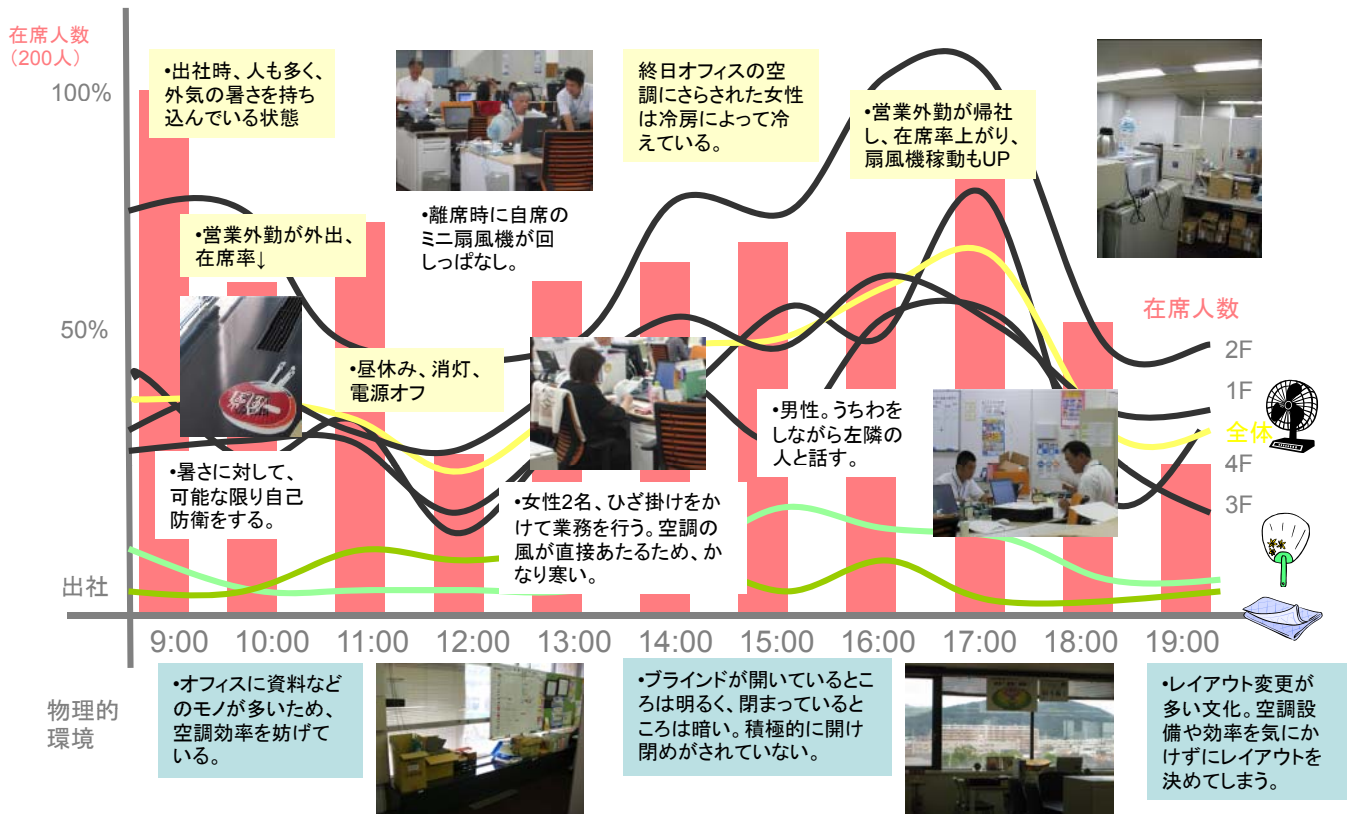 在席人数
（200人）
100%
50%
出社
•出社時、人も多く、
外気の暑さを持ち
込んでいる状態
•営業外勤が外出、
在席率↓
•暑さに対して、
可能な限り自己
防衛をする。
•昼休み、消灯、
電源オフ
•離席時に自席の
ミニ扇風機が回
しっぱなし。
•女性2名、ひざ掛けをか
けて業務を行う。空調の
風が直接あたるため、か
なり寒い。
終日オフィスの空
調にさらされた女性
は冷房によって冷
えている。
•男性。うちわを
しながら左隣の
人と話す。
•営業外勤が帰社
し、在席率上がり、
扇風機稼動もUP
在席人数
2F
1F
全体
4F
3F
9:00 10:00 11:00 12:00 13:00 14:00 15:00 16:00 17:00 18:00 19:00
物理的
環境
•オフィスに資料など
のモノが多いため、
空調効率を妨げて
いる。
•ブラインドが開いているとこ
ろは明るく、閉まっていると
ころは暗い。積極的に開け
閉めがされていない。
•レイアウト変更が
多い文化。空調設
備や効率を気にか
けずにレイアウトを
決めてしまう。